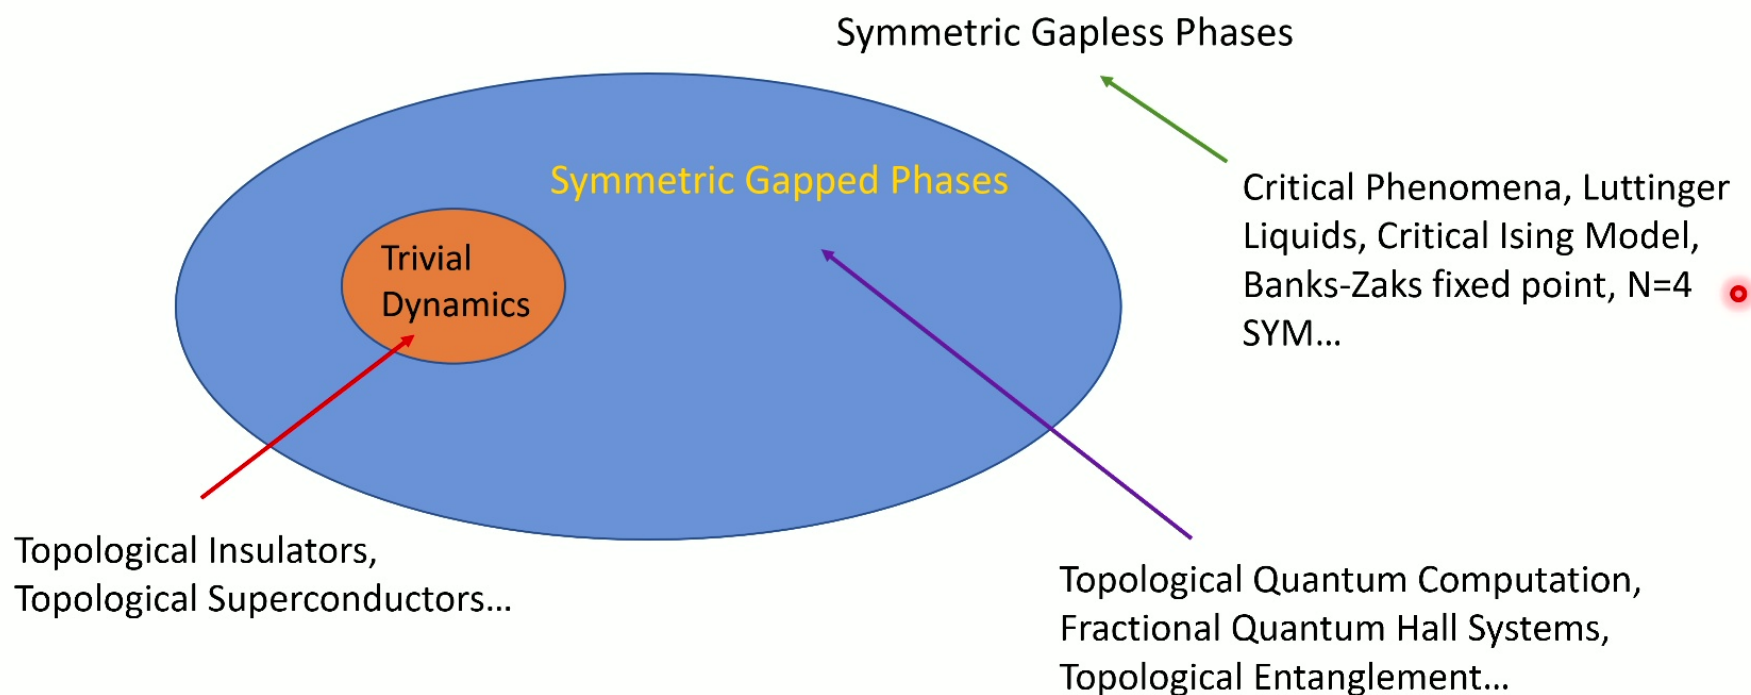 Symmetric Gapless Phases
Symmetric Gapped Phases
Critical Phenomena, Luttinger
Liquids, Critical Ising Model,
Banks-Zaks fixed point, N=4
SYM...
Trivial
Dynamics
Topological Insulators,
Topological Superconductors...
Topological Quantum Computation,
Fractional Quantum Hall Systems,
Topological Entanglement...